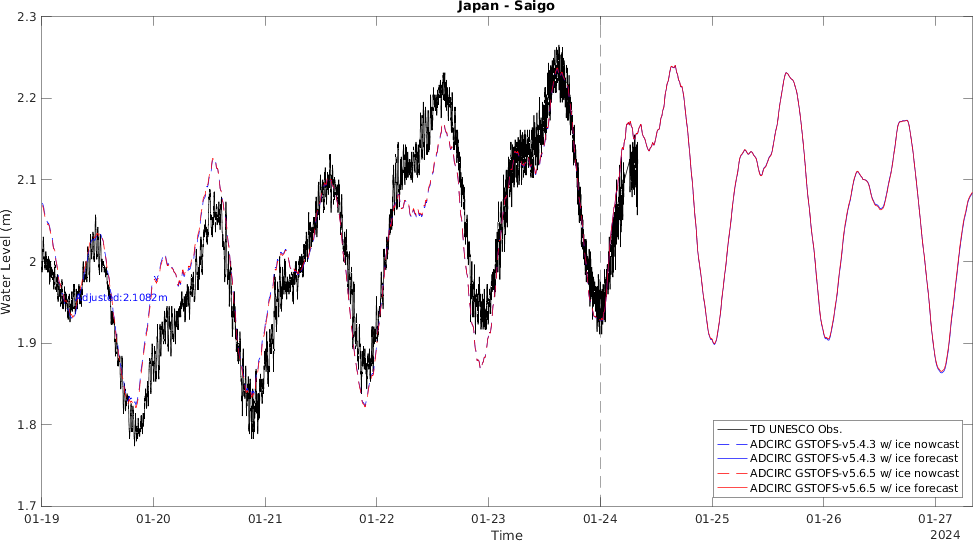 Japan - Saigo
2.3
2.2
2.1
2
1.9
1.8
1.7
Water Level (m)
Adjusted:2.1082m
TD UNESCO Obs.
ADCIRC GSTOFS-v5.4.3 w/ ice nowcast
ADCIRC GSTOFS-v5.4.3 w/ ice forecast
ADCIRC GSTOFS-v5.6.5 w/ ice nowcast
ADCIRC GSTOFS-v5.6.5 w/ ice forecast
01-19 01-20 01-21 01-22 01-23 01-24 01-25 01-26 01-27
Time
2024